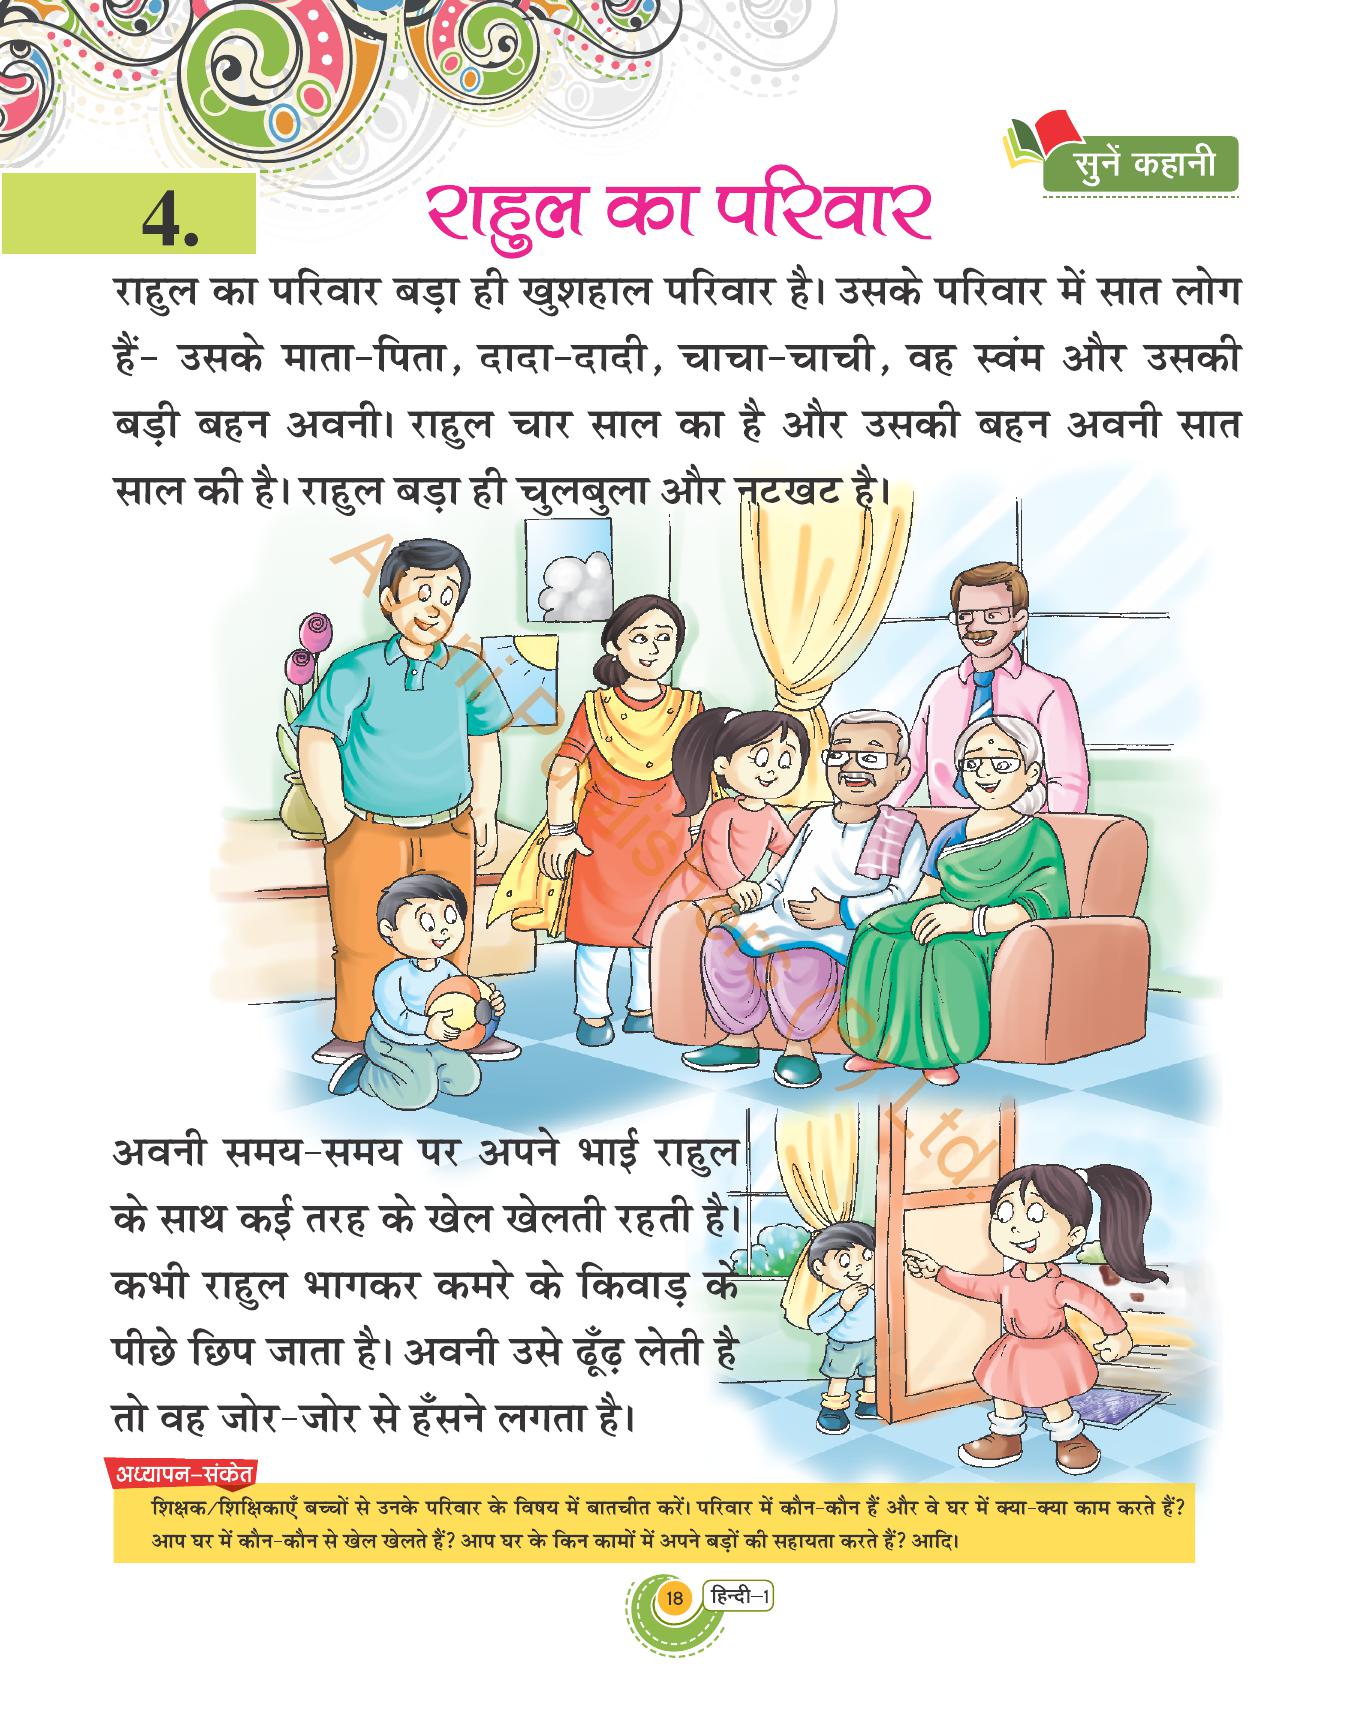 सुनें कहानी
4.
राहुल का परिवार
राहुल का परिवार बड़ा ही खुशहाल परिवार है। उसके परिवार में सात लोग
हैं- उसके माता-पिता, दादा-दादी, चाचा-चाची, वह स्वंम और उसकी
बड़ी बहन अवनी। राहुल चार साल का है और उसकी बहन अवनी सात
साल की है। राहुल बड़ा ही चुलबुला और नटखट है।
अवनी समय-समय पर अपने भाई राहुल
के साथ कई तरह के खेल खेलती रहती है।
कभी राहुल भागकर कमरे के किवाड़ के
पीछे छिप जाता है। अवनी उसे ढूँढ़ लेती है
तो वह जोर-जोर से हँसने लगता है।
अध्यापन-संकेत
शिक्षक/शिक्षिकाएँ बच्चों से उनके परिवार के विषय में बातचीत करें। परिवार में कौन-कौन हैं और वे घर में क्या-क्या काम करते हैं?
आप घर में कौन-कौन से खेल खेलते हैं? आप घर के किन कामों में अपने बड़ों की सहायता करते हैं? आदि।
18
हिन्दी-1